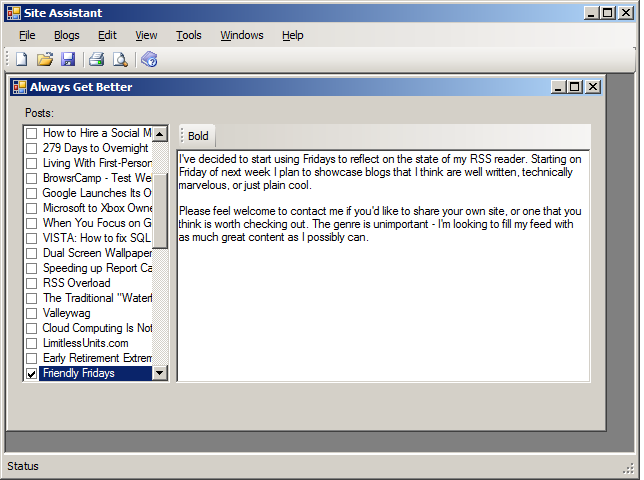 Site Assistant
File Blogs Edit View Tools Windows Help
Always Get Better
Posts:
How to Hire a Social M
279 Days to Overnight
Living With First-Person
BrowsrCamp - Test We
Google Launches Its O
Microsoft to Xbox Owne
When You Focus on G
VISTA: How to fix SQL
Dual Screen Wallpaper
Speeding up Report Ca
RSS Overload
The Traditional "Waterf
Valleywag
Cloud Computing Is Not
LimitlessUnits.com
Early Retirement Extrem
Friendly Fridays
Bold
I've decided to start using Fridays to reflect on the state of my RSS reader. Starting on
Friday of next week I plan to showcase blogs that I think are well written, technically
marvelous, or just plain cool.
Please feel welcome to contact me if you'd like to share your own site, or one that you
think is worth checking out. The genre is unimportant - I'm looking to fill my feed with
as much great content as I possibly can.
Status